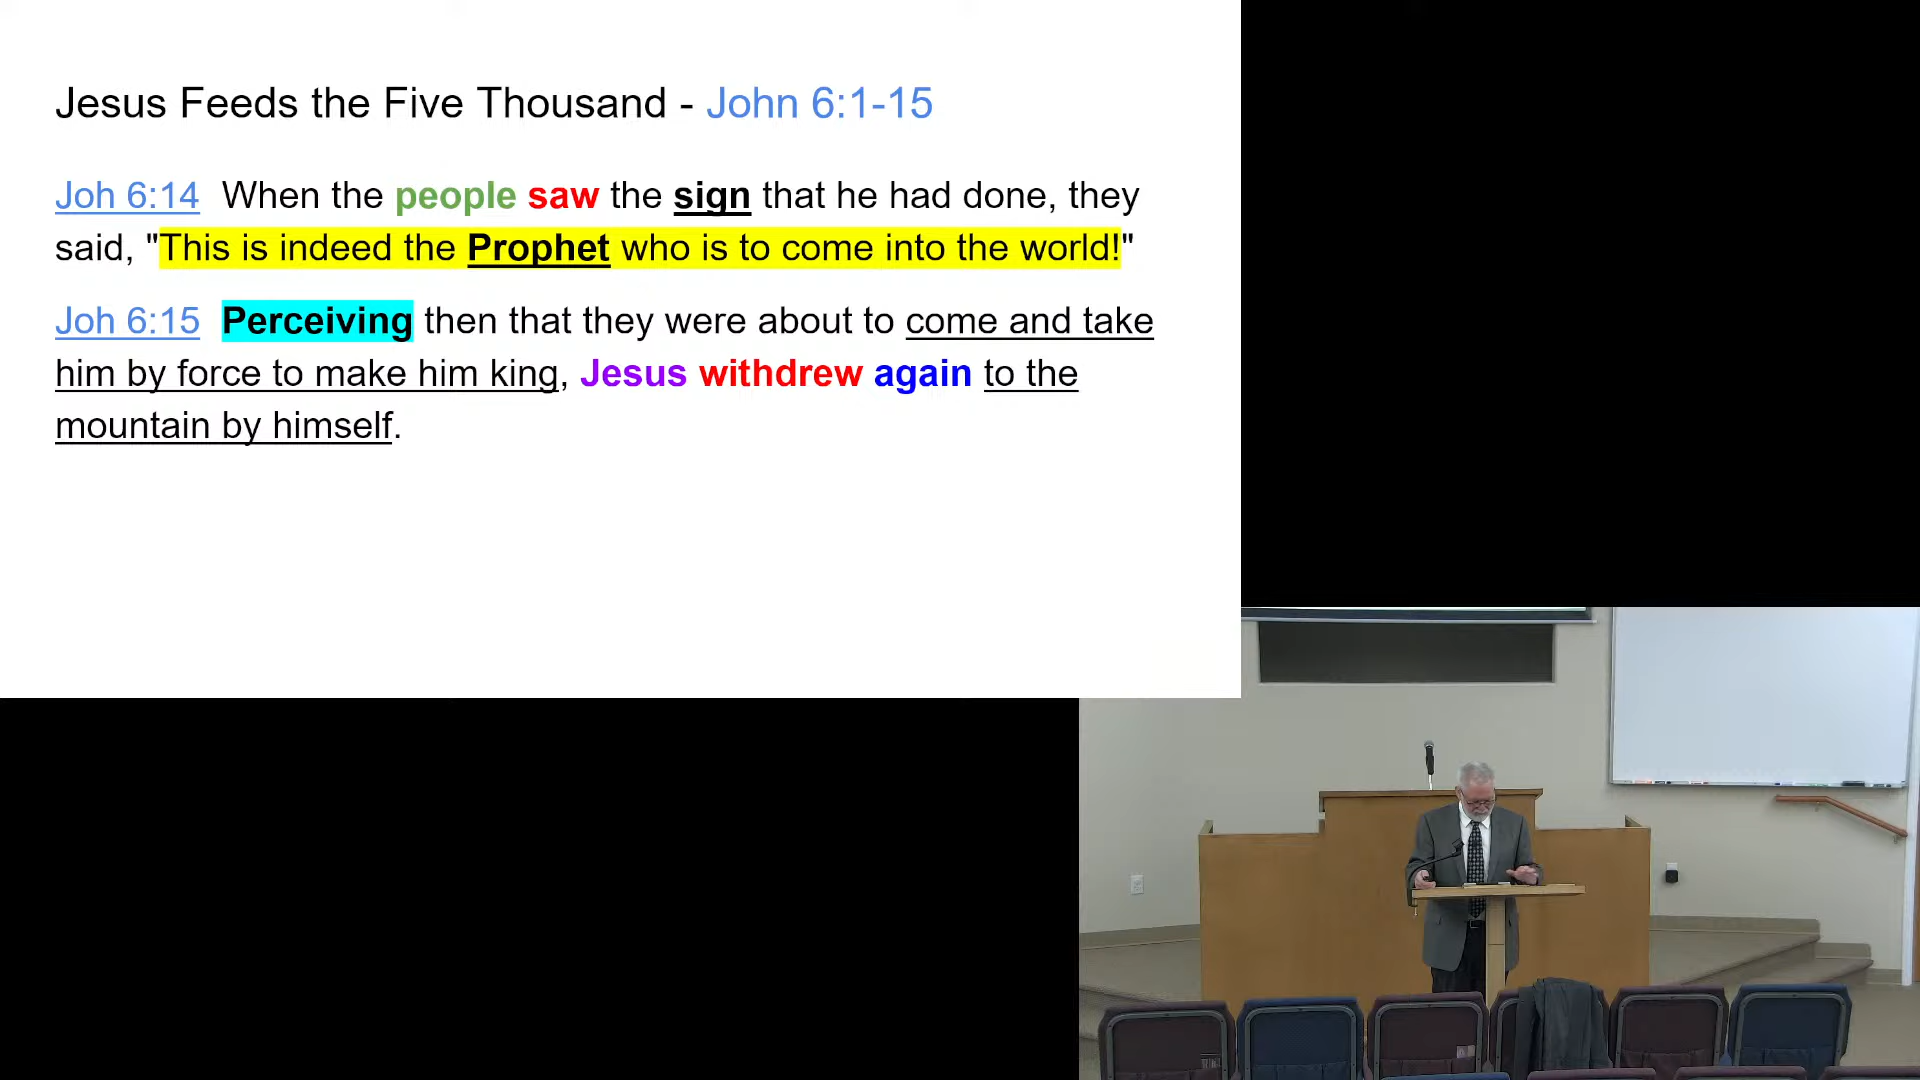 Jesus Feeds the Five Thousand - John 6:1-15
Joh 6:14 When the people saw the sign that he had done, they
said, "This is indeed the Prophet who is to come into the world!"
Joh 6:15 Perceiving then that they were about to come and take
him by force to make him king, Jesus withdrew again to the
mountain by himself.